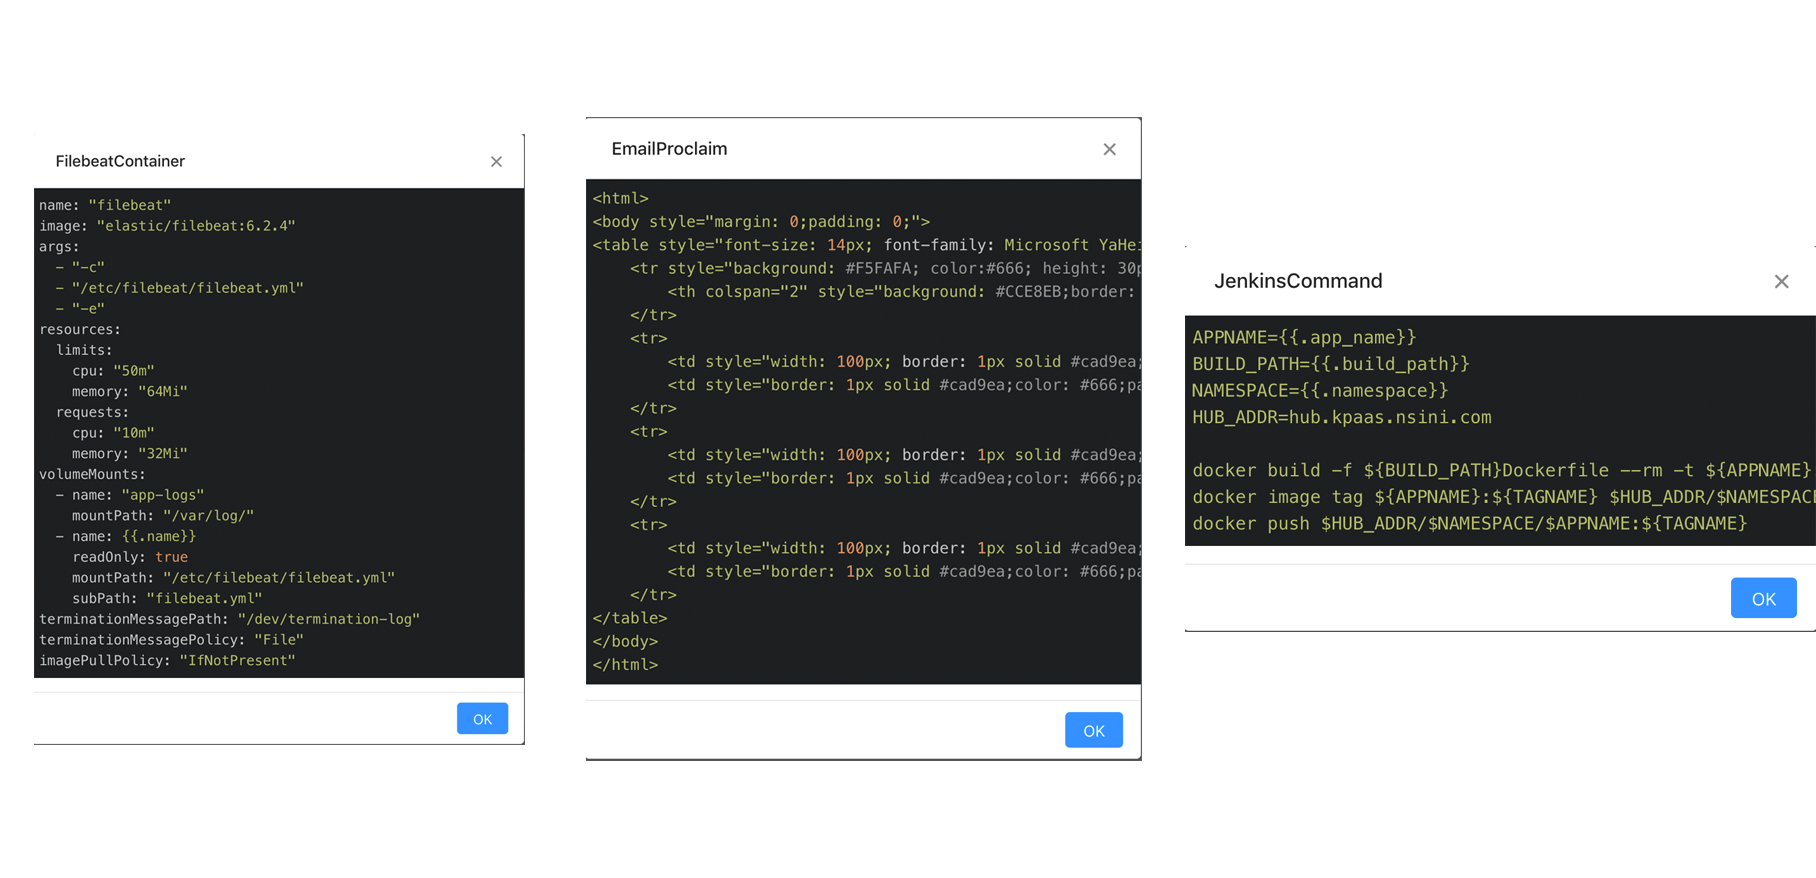 FilebeatContainer
name: "filebeat"
image: "elastic/filebeat:6.2.4"
args:
  - "-c"
  - "/etc/filebeat/filebeat.yml"
  - "-e"
resources:
  limits:
    cpu: "50m"
    memory: "64Mi"
  requests:
    cpu: "10m"
    memory: "32Mi"
volumeMounts:
  - name: "app-logs"
    mountPath: "/var/log/"
  - name: {{.name}}
    readOnly: true
    mountPath: "/etc/filebeat/filebeat.yml"
    subPath: "filebeat.yml"
terminationMessagePath: "/dev/termination-log"
terminationMessagePolicy: "File"
imagePullPolicy: "IfNotPresent"
OK
EmailProclaim
<html>
<body style="margin: 0;padding: 0;">
<table style="font-size: 14px; font-family: Microsoft YaHei
    <tr style="background: #F5FAFA; color:#666; height: 30p
        <th colspan="2" style="background: #CCE8EB;border:
    </tr>
    <tr>
        <td style="width: 100px; border: 1px solid #cad9ea;
        <td style="border: 1px solid #cad9ea;color: #666;pa
    </tr>
    <tr>
        <td style="width: 100px; border: 1px solid #cad9ea;
        <td style="border: 1px solid #cad9ea;color: #666;pa
    </tr>
    <tr>
        <td style="width: 100px; border: 1px solid #cad9ea;
        <td style="border: 1px solid #cad9ea;color: #666;pa
    </tr>
</table>
</body>
</html>
OK
JenkinsCommand
APPNAME={{.app_name}}
BUILD_PATH={{.build_path}}
NAMESPACE={{.namespace}}
HUB_ADDR=hub.kpaas.nsini.com
docker build -f ${BUILD_PATH}Dockerfile --rm -t ${APPNAME}
docker image tag ${APPNAME}:${TAGNAME} $HUB_ADDR/$NAMESPACE
docker push $HUB_ADDR/$NAMESPACE/$APPNAME:${TAGNAME}
OK